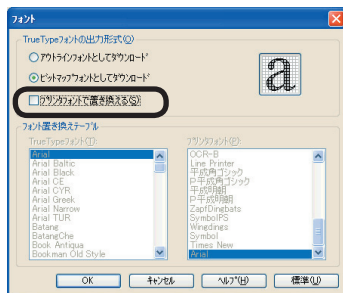 フォント
TrueTypeフォントの出力形式(O)
アウトラインフォントとしてダウンロード
ビットマップフォントとしてダウンロード
プリンタフォントで置き換える(G)
a
フォント置き換えテーブル
TrueTypeフォント(T):
プリンタフォント(P):
Arial
Arial Baltic
Arial Black
Arial CE
Arial CYR
Arial Greek
Arial Narrow
Arial TUR
Batang
BatangChe
Book Antiqua
Bookman Old Style
OCR-B
Line Printer
平成角ゴシック
P平成角ゴシック
平成明朝
P平成明朝
ZapfDingbats
SymbolPS
Wingdings
Symbol
Times New
Arial
OK
キャンセル
ヘルプ(H)
標準(U)